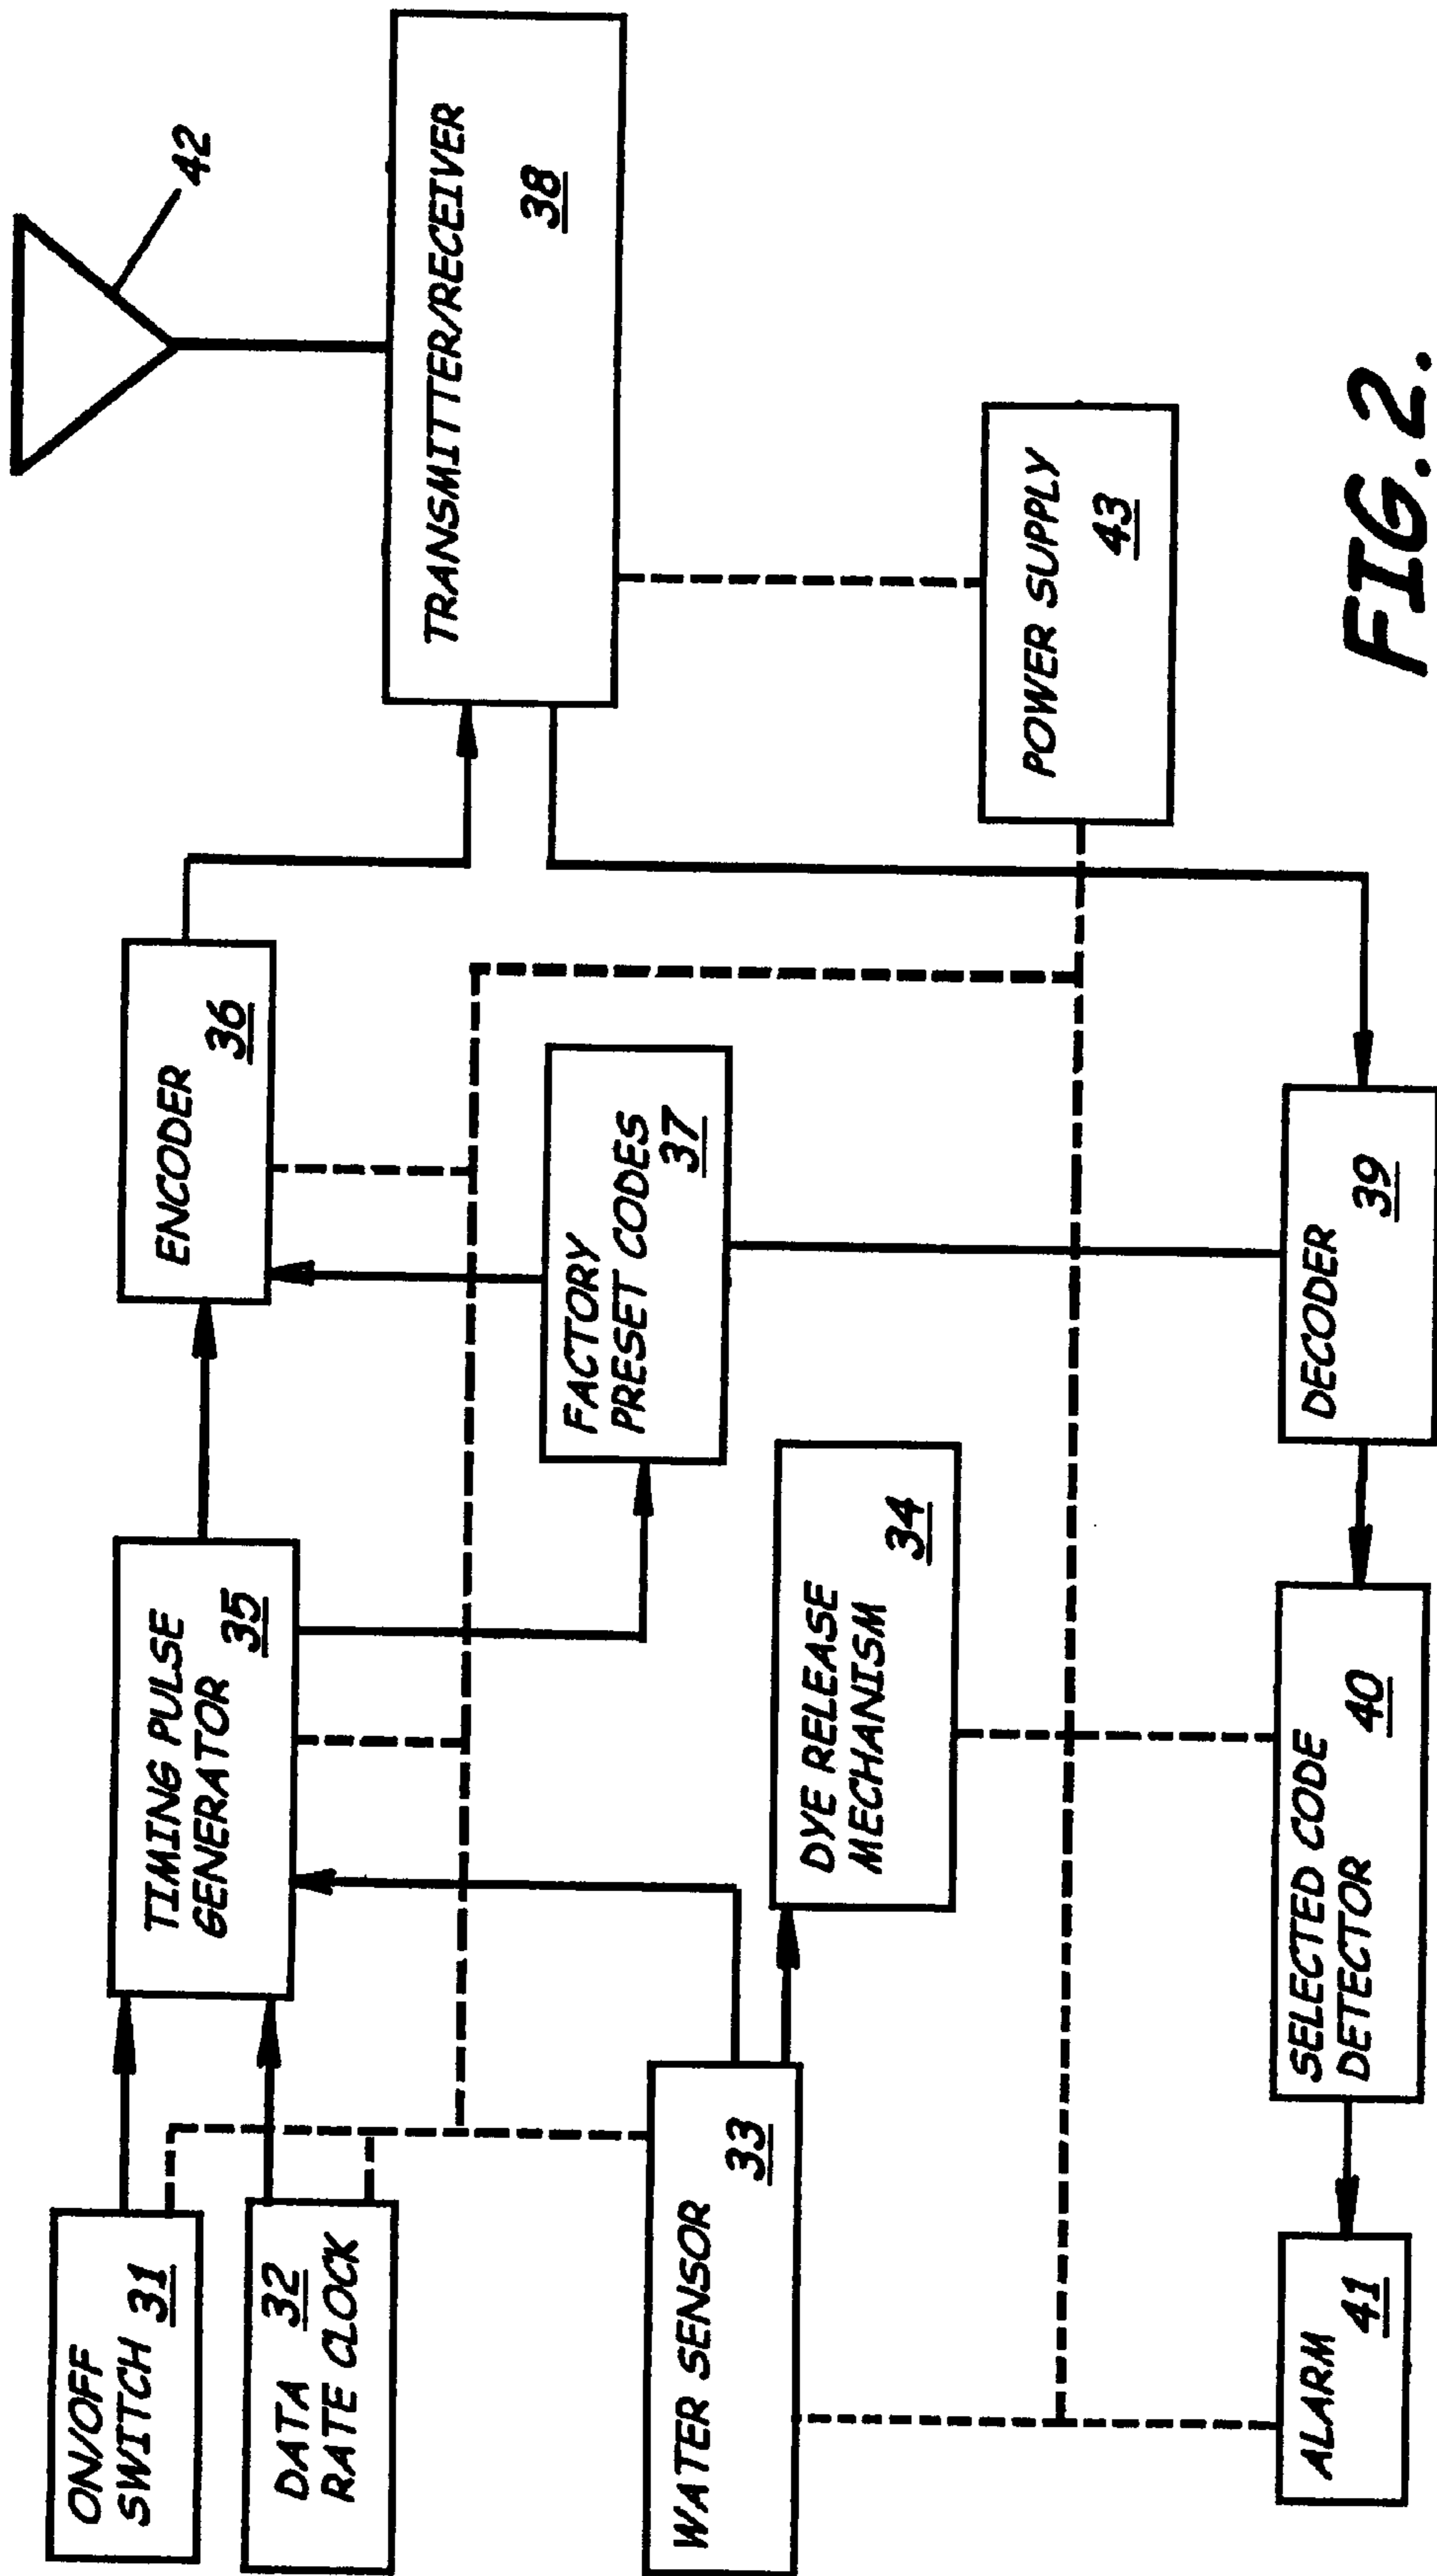 42
TRANSMITTER/RECEIVER
38
ON/OFF
SWITCH 31
DATA 32
RATE CLOCK
TIMING PULSE
GENERATOR 35
ENCODER
36
FACTORY
PRESET CODES
37
WATER SENSOR
33
DYE RELEASE
MECHANISM
34
POWER SUPPLY
43
ALARM
41
SELECTED CODE
DETECTOR 40
DECODER
39
FIG. 2.